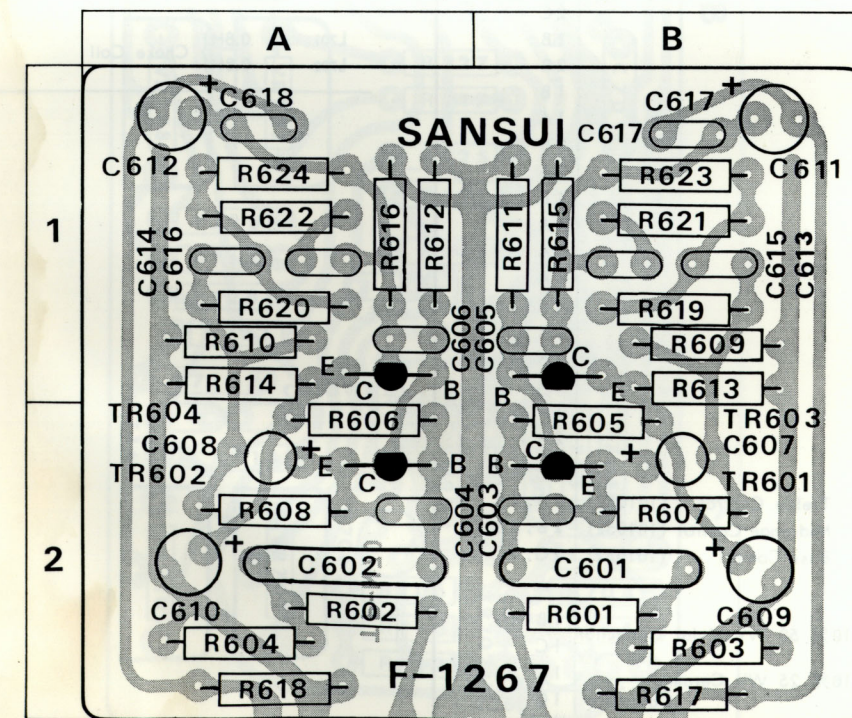 A B
+ C618 C617 +
SANSUI C617
C612 C611
R624 R623
R622 R616 R612 R611 R615 R621
1
C614 C616 C615 C613
R620 R619
R610 C606 C605 R609
R614 E C B B C E R613
TR604 R606 R605 TR603
C608 + + C607
TR602 E C B B C E TR601
R608 C604 C603 R607
2
+ C602 C601 +
C610 R602 R601 C609
R604 R603
R618 F-1267 R617